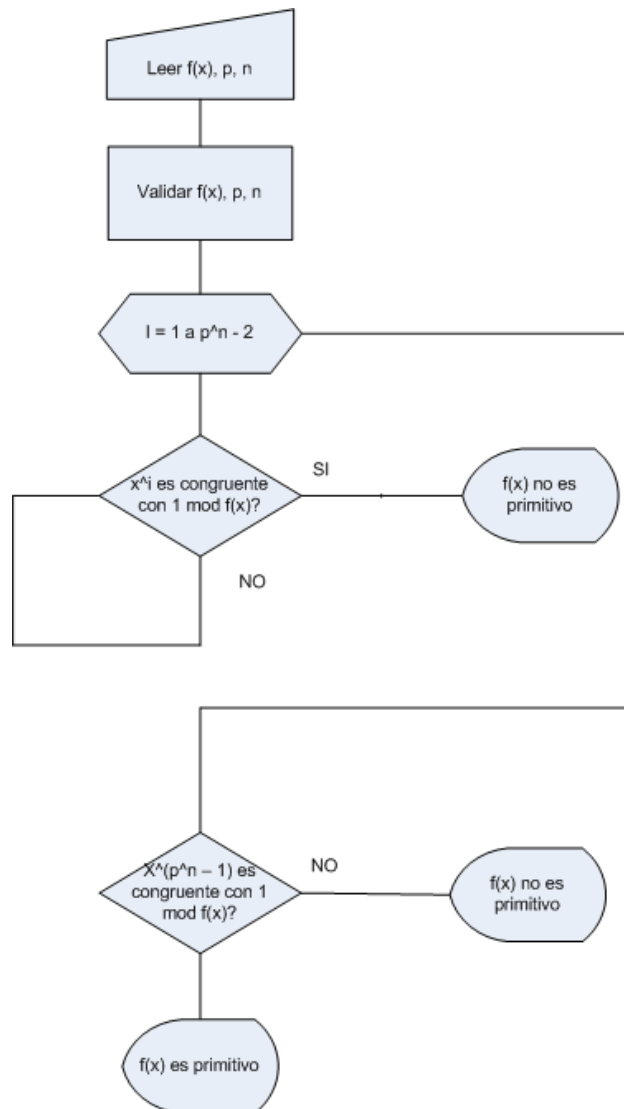 Leer f(x), p, n
Validar f(x), p, n
I = 1 a p^n - 2
x^i es congruente
con 1 mod f(x)?
SI
f(x) no es
primitivo
NO
X^(p^n – 1) es
congruente con 1
mod f(x)?
NO
f(x) no es
primitivo
f(x) es primitivo